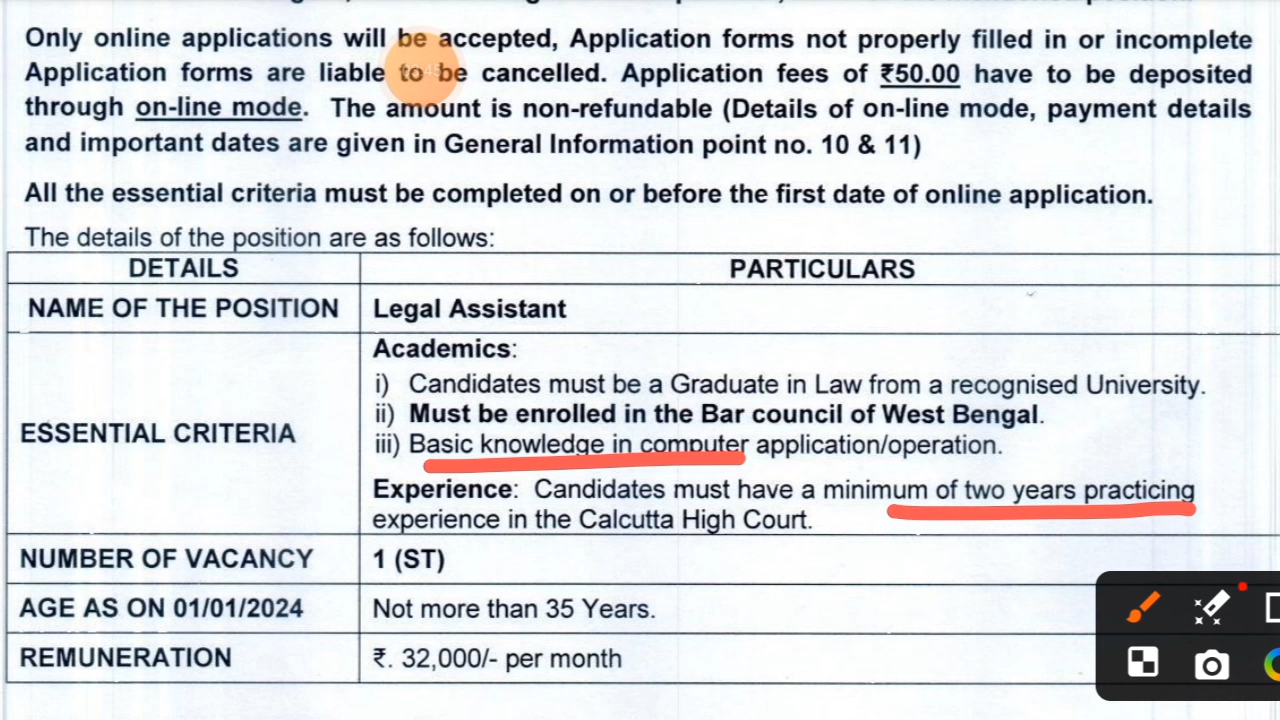 Only online applications will be accepted, Application forms not properly filled in or incomplete
Application forms are liable to be cancelled. Application fees of ₹50.00 have to be deposited
through on-line mode. The amount is non-refundable (Details of on-line mode, payment details
and important dates are given in General Information point no. 10 & 11)
All the essential criteria must be completed on or before the first date of online application.
The details of the position are as follows:
DETAILS PARTICULARS
NAME OF THE POSITION Legal Assistant
ESSENTIAL CRITERIA
Academics:
i) Candidates must be a Graduate in Law from a recognised University.
ii) Must be enrolled in the Bar council of West Bengal.
iii) Basic knowledge in computer application/operation.
Experience: Candidates must have a minimum of two years practicing
experience in the Calcutta High Court.
NUMBER OF VACANCY 1 (ST)
AGE AS ON 01/01/2024 Not more than 35 Years.
REMUNERATION ₹. 32,000/- per month